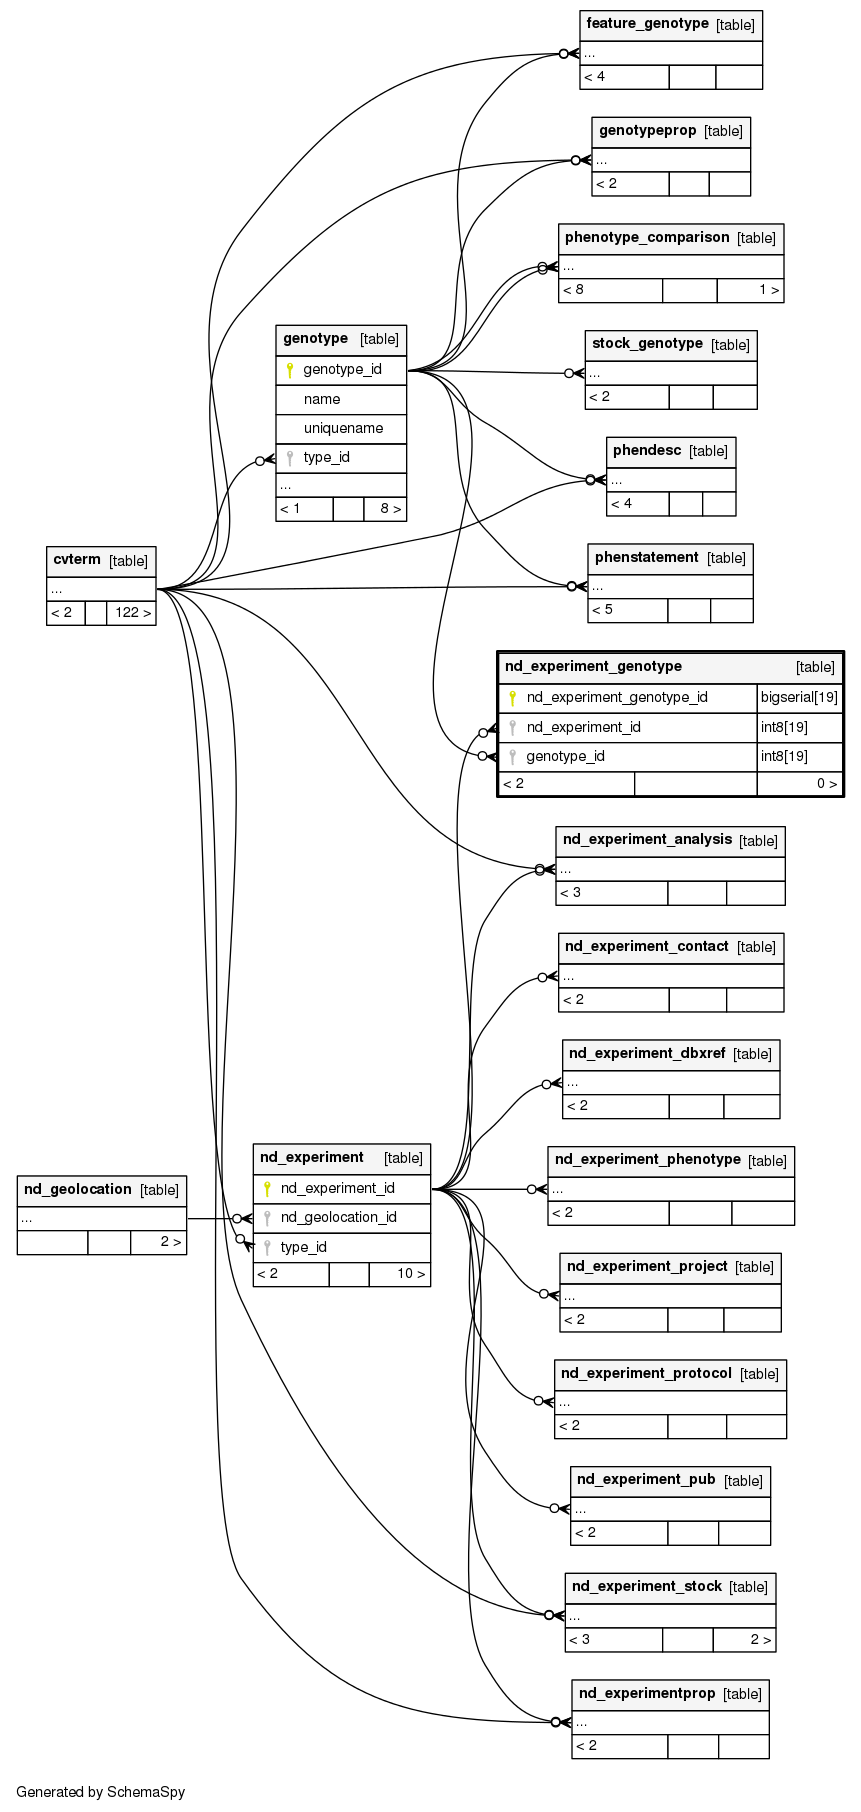 feature_genotype [table]
...
< 4
genotypeprop [table]
...
< 2
phenotype_comparison [table]
...
< 8 1 >
genotype [table]
genotype_id
name
uniquename
type_id
...
< 1 8 >
stock_genotype [table]
...
< 2
phendesc [table]
...
< 4
cvterm [table]
...
< 2 122 >
phenstatement [table]
...
< 5
nd_experiment_genotype [table]
nd_experiment_genotype_id bigserial[19]
nd_experiment_id int8[19]
genotype_id int8[19]
< 2 0 >
nd_experiment_analysis [table]
...
< 3
nd_experiment_contact [table]
...
< 2
nd_experiment_dbxref [table]
...
< 2
nd_experiment [table]
nd_experiment_id
nd_geolocation_id
type_id
< 2 10 >
nd_geolocation [table]
...
2 >
nd_experiment_phenotype [table]
...
< 2
nd_experiment_project [table]
...
< 2
nd_experiment_protocol [table]
...
< 2
nd_experiment_pub [table]
...
< 2
nd_experiment_stock [table]
...
< 3 2 >
nd_experimentprop [table]
...
< 2
Generated by SchemaSpy